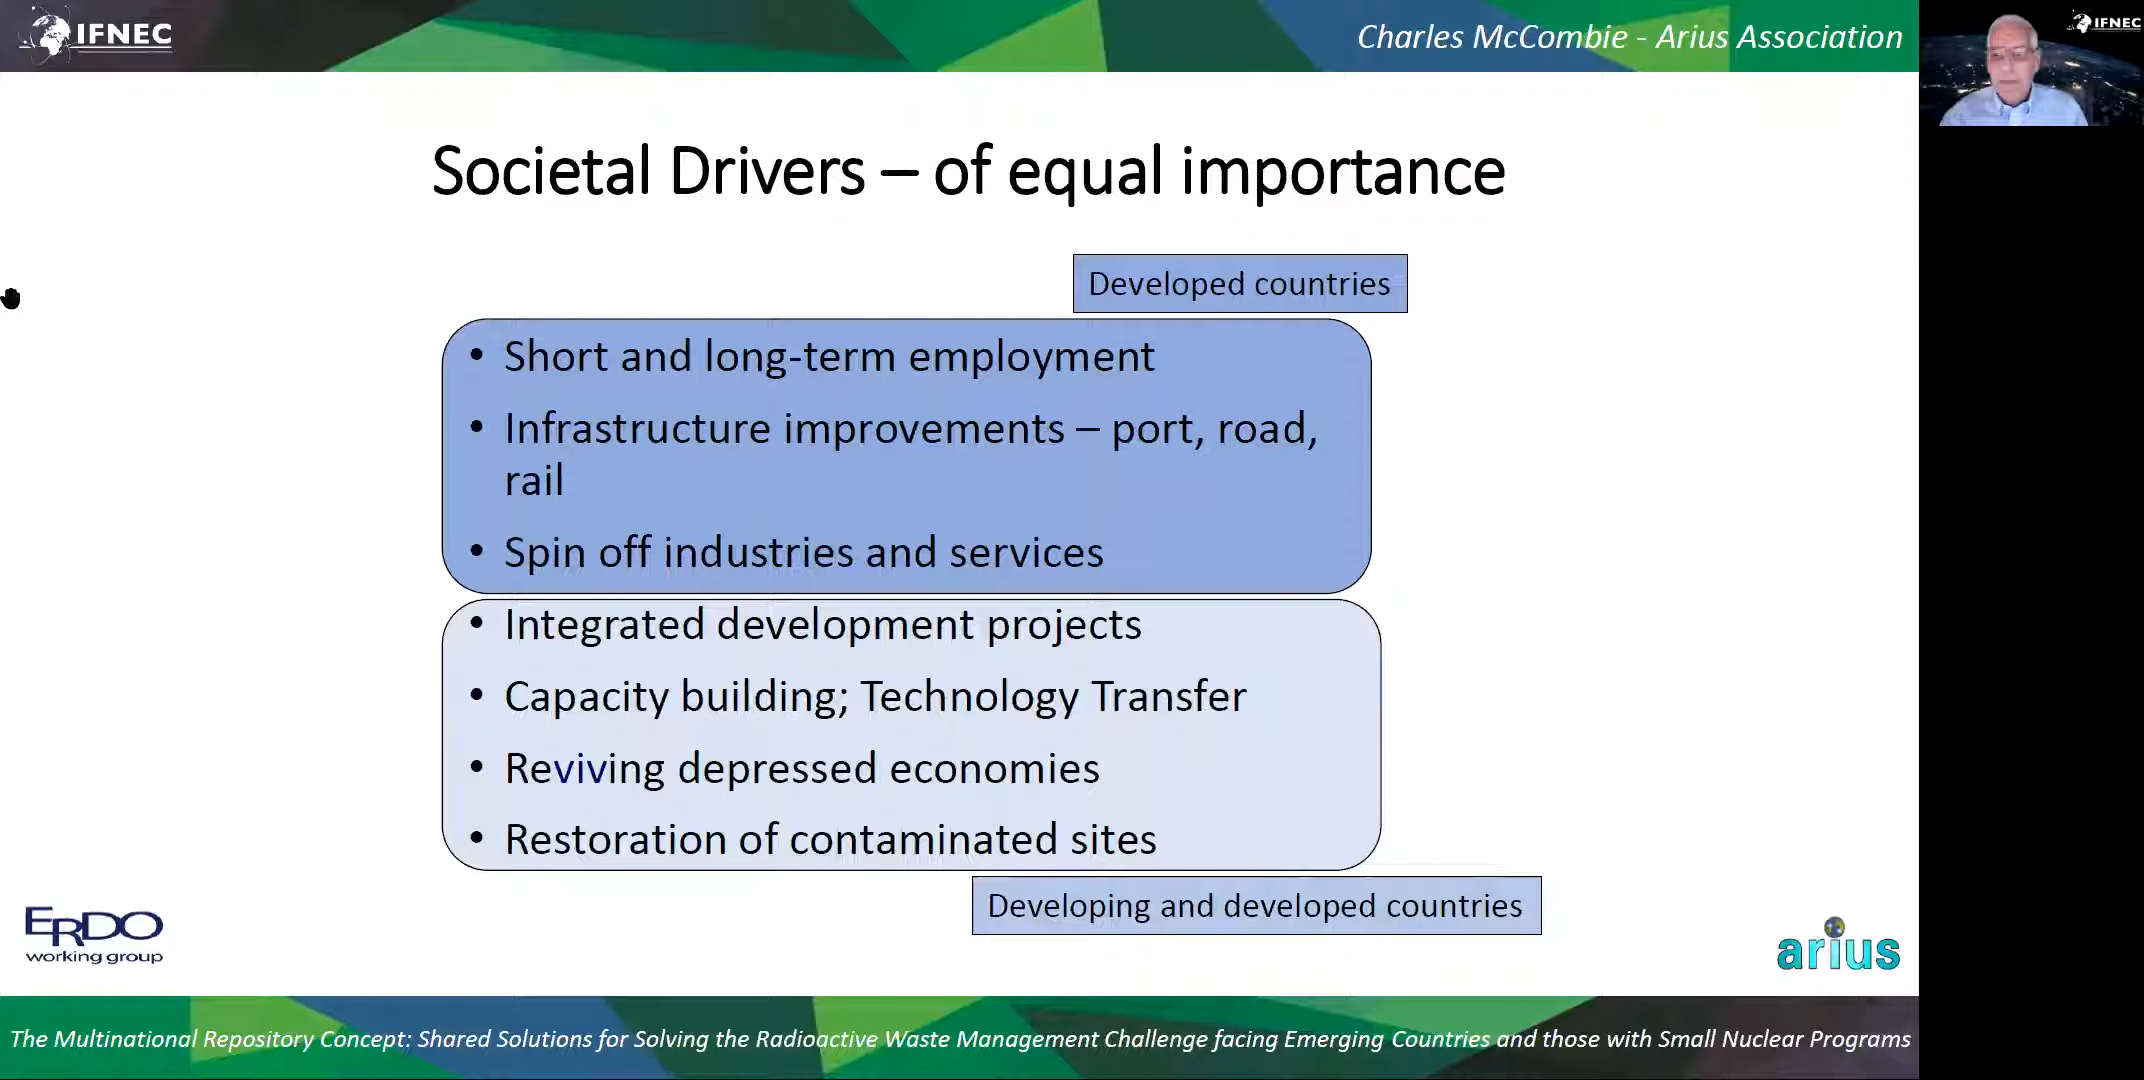 IFNEC
Charles McCombie - Arius Association
IFNEC
Societal Drivers – of equal importance
Developed countries
• Short and long-term employment
• Infrastructure improvements – port, road,
rail
• Spin off industries and services
• Integrated development projects
• Capacity building; Technology Transfer
• Reviving depressed economies
• Restoration of contaminated sites
Developing and developed countries
ERDO
working group
arius
The Multinational Repository Concept: Shared Solutions for Solving the Radioactive Waste Management Challenge facing Emerging Countries and those with Small Nuclear Programs